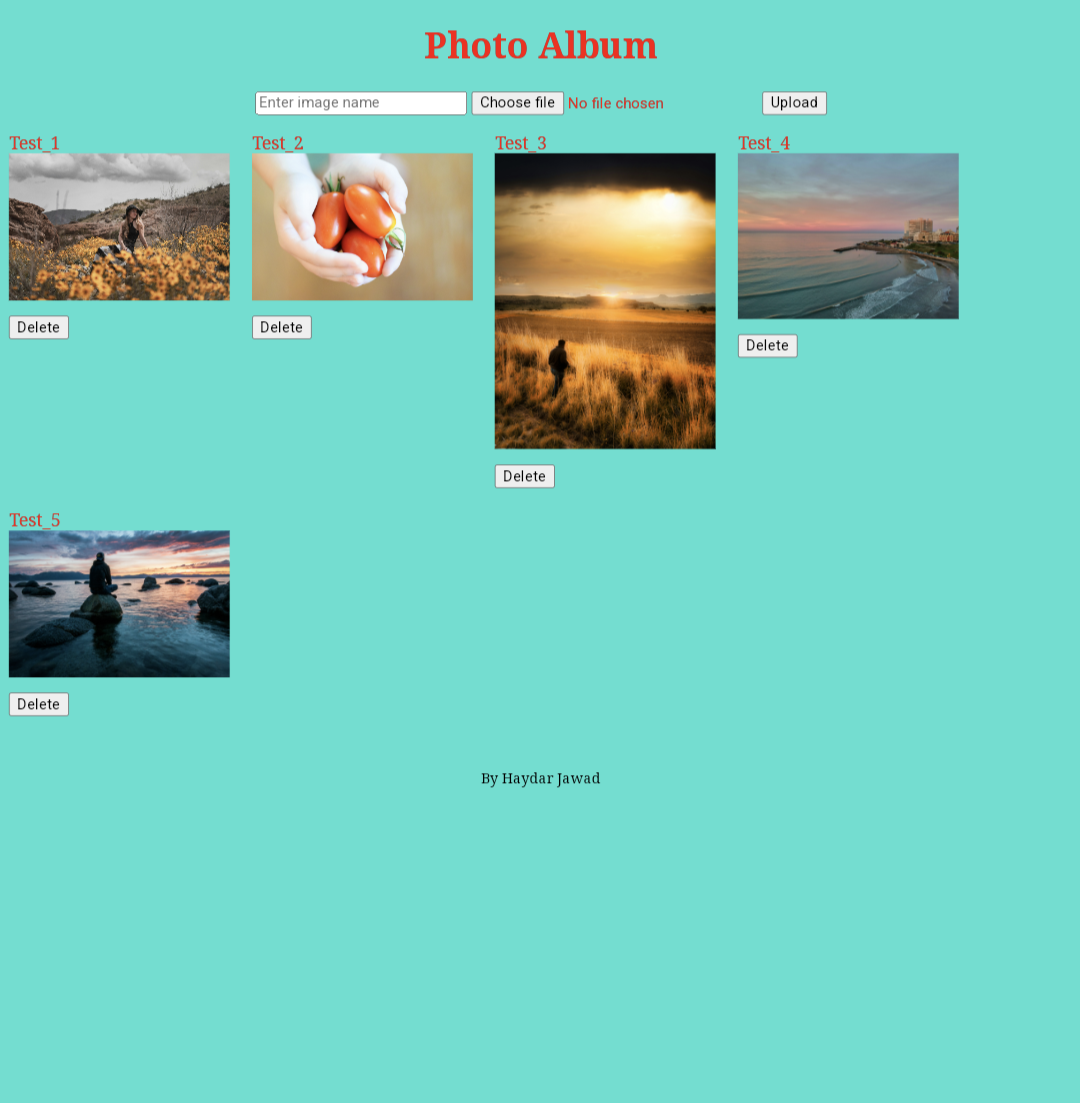 Photo Album
Enter image name Choose file No file chosen Upload
Test_1 Test_2 Test_3 Test_4
Delete Delete
Delete
Delete
Test_5
Delete
By Haydar Jawad